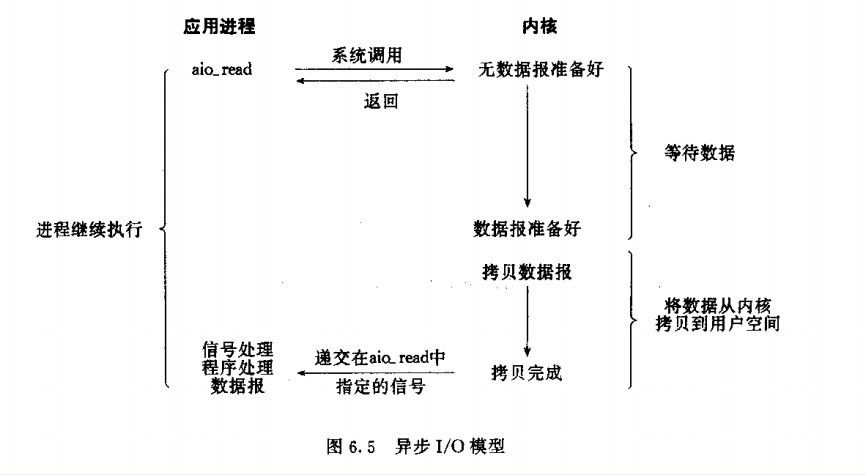 应用进程
内核
系统调用
aio_read
无数据报准备好
返回
等待数据
进程继续执行
数据报准备好
拷贝数据报
将数据从内核
拷贝到用户空间
信号处理
程序处理
数据报
递交在aio_read中
指定的信号
拷贝完成
图 6.5 异步 I/O 模型